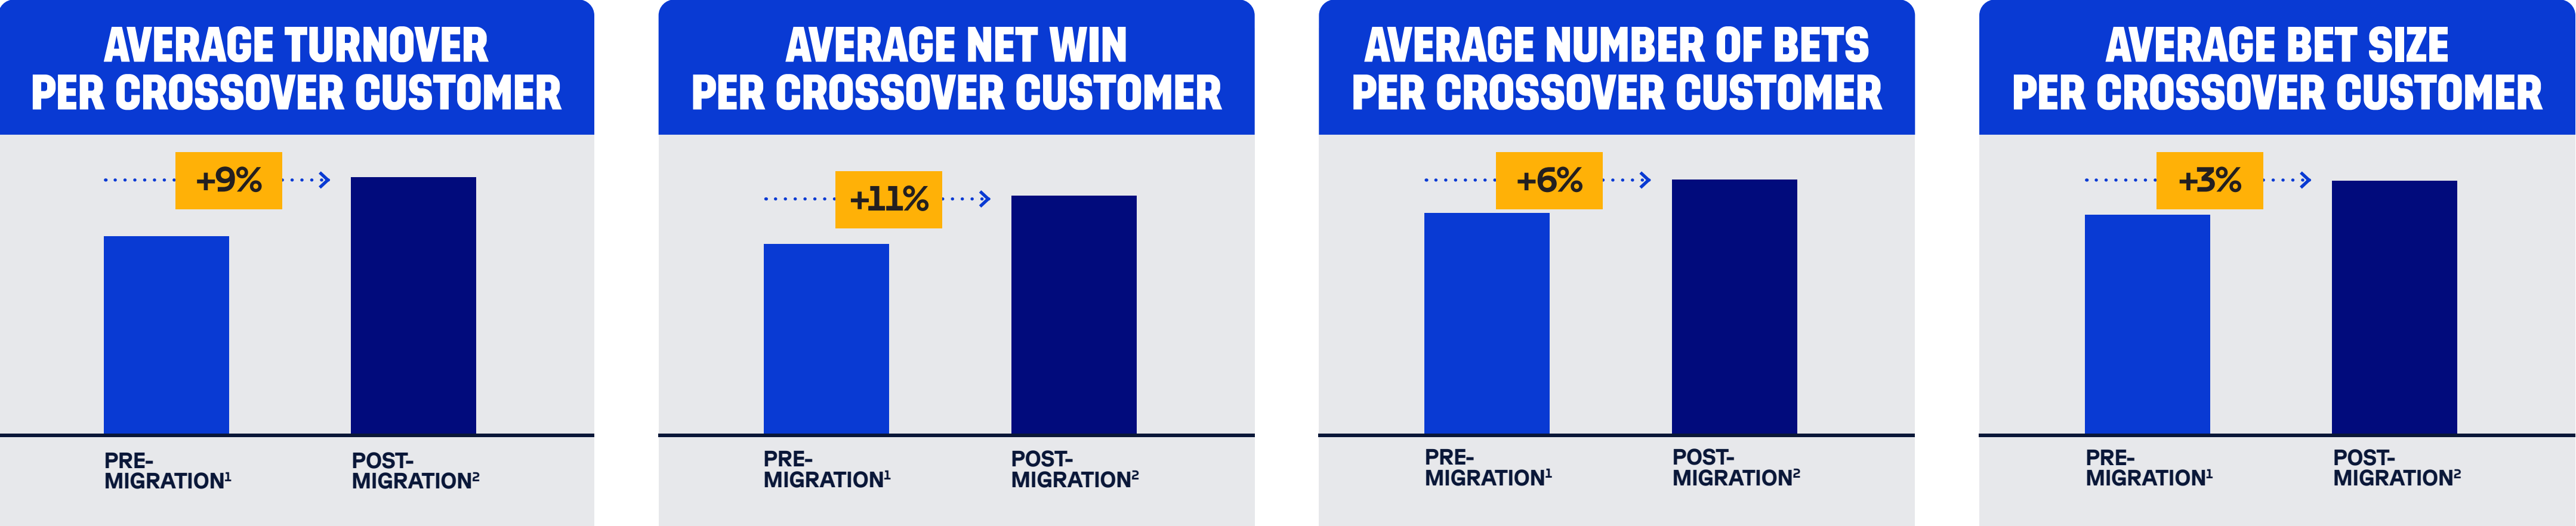 AVERAGE TURNOVER
PER CROSSOVER CUSTOMER
+9%
PRE-
MIGRATION¹
POST-
MIGRATION²
AVERAGE NET WIN
PER CROSSOVER CUSTOMER
+11%
PRE-
MIGRATION¹
POST-
MIGRATION²
AVERAGE NUMBER OF BETS
PER CROSSOVER CUSTOMER
+6%
PRE-
MIGRATION¹
POST-
MIGRATION²
AVERAGE BET SIZE
PER CROSSOVER CUSTOMER
+3%
PRE-
MIGRATION¹
POST-
MIGRATION²